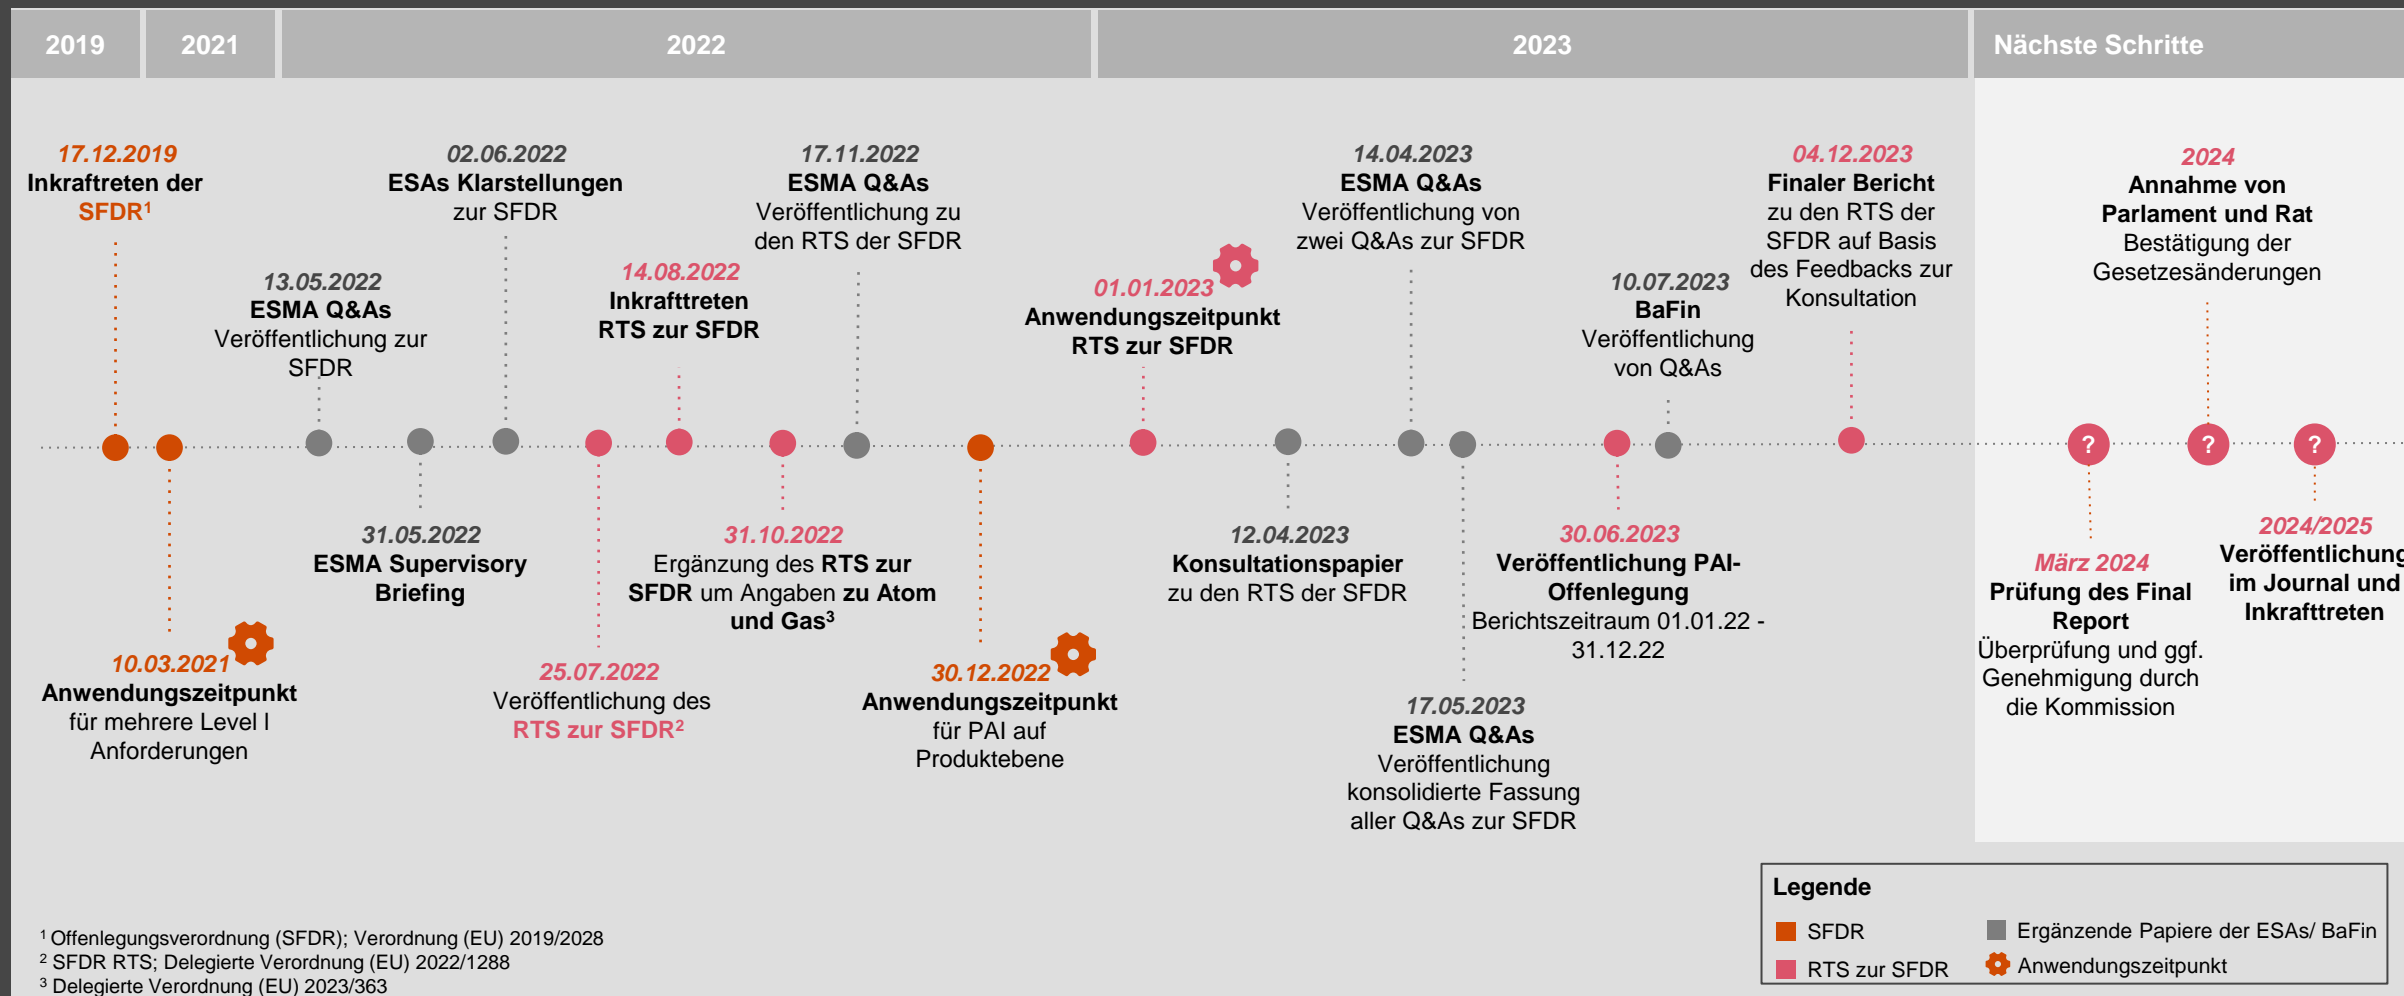 2019
2021
2022
2023
Nächste Schritte
17.12.2019
Inkraftreten der
SFDR¹
13.05.2022
ESMA Q&As
Veröffentlichung zur
SFDR
02.06.2022
ESAs Klarstellungen
zur SFDR
14.08.2022
Inkrafttreten
RTS zur SFDR
17.11.2022
ESMA Q&As
Veröffentlichung zu
den RTS der SFDR
01.01.2023
Anwendungszeitpunkt
RTS zur SFDR
14.04.2023
ESMA Q&As
Veröffentlichung von
zwei Q&As zur SFDR
10.07.2023
BaFin
Veröffentlichung
von Q&As
04.12.2023
Finaler Bericht
zu den RTS der
SFDR auf Basis
des Feedbacks zur
Konsultation
2024
Annahme von
Parlament und Rat
Bestätigung der
Gesetzesänderungen
?
?
?
10.03.2021
Anwendungszeitpunkt
für mehrere Level I
Anforderungen
31.05.2022
ESMA Supervisory
Briefing
25.07.2022
Veröffentlichung des
RTS zur SFDR²
31.10.2022
Ergänzung des RTS zur
SFDR um Angaben zu Atom
und Gas³
30.12.2022
Anwendungszeitpunkt
für PAI auf
Produktebene
12.04.2023
Konsultationspapier
zu den RTS der SFDR
17.05.2023
ESMA Q&As
Veröffentlichung
konsolidierte Fassung
aller Q&As zur SFDR
30.06.2023
Veröffentlichung PAI-
Offenlegung
Berichtszeitraum 01.01.22 -
31.12.22
März 2024
Prüfung des Final
Report
Überprüfung und ggf.
Genehmigung durch
die Kommission
2024/2025
Veröffentlichung
im Journal und
Inkrafttreten
Legende
SFDR
Ergänzende Papiere der ESAs/ BaFin
RTS zur SFDR
Anwendungszeitpunkt
¹ Offenlegungsverordnung (SFDR); Verordnung (EU) 2019/2028
² SFDR RTS; Delegierte Verordnung (EU) 2022/1288
³ Delegierte Verordnung (EU) 2023/363